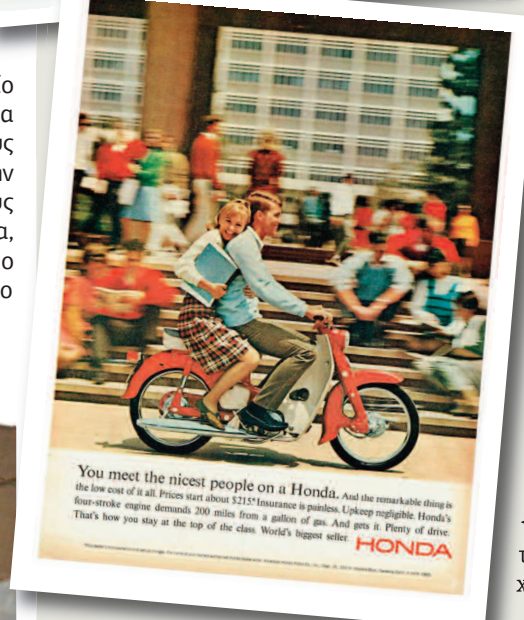 ο
α
υς
ην
υς
α,
ο
ο
You meet the nicest people on a Honda. And the remarkable thing is
the low cost of it all. Prices start about $215.* Insurance is painless. Upkeep negligible. Honda's
four-stroke engine demands 200 miles from a gallon of gas. And gets it. Plenty of drive.
That's how you stay at the top of the class. World's biggest seller.
HONDA
τ
χ